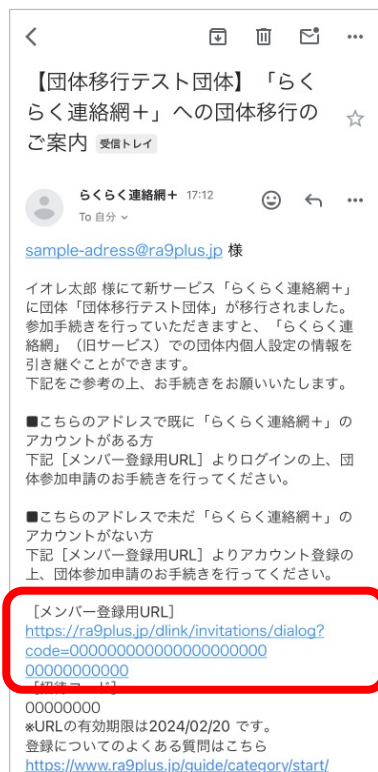 【団体移行テスト団体】「らく
らく連絡網＋」への団体移行の
ご案内 受信トレイ
らくらく連絡網＋ 17:12
To 自分
sample-adress@ra9plus.jp 様
イオレ太郎 様にて新サービス「らくらく連絡網＋」
に団体「団体移行テスト団体」が移行されました。
参加手続きを行っていただきますと、「らくらく連
絡網」（旧サービス）での団体内個人設定の情報を
引き継ぐことができます。
下記をご参考の上、お手続きをお願いいたします。
■こちらのアドレスで既に「らくらく連絡網＋」の
アカウントがある方
下記［メンバー登録用URL］よりログインの上、団
体参加申請のお手続きを行ってください。
■こちらのアドレスで未だ「らくらく連絡網＋」の
アカウントがない方
下記［メンバー登録用URL］よりアカウント登録の
上、団体参加申請のお手続きを行ってください。
［メンバー登録用URL］
https://ra9plus.jp/dlink/invitations/dialog?
code=000000000000000000000
00000000000
［招待コード］
00000000
※URLの有効期限は2024/02/20 です。
登録についてのよくある質問はこちら
https://www.ra9plus.jp/guide/category/start/